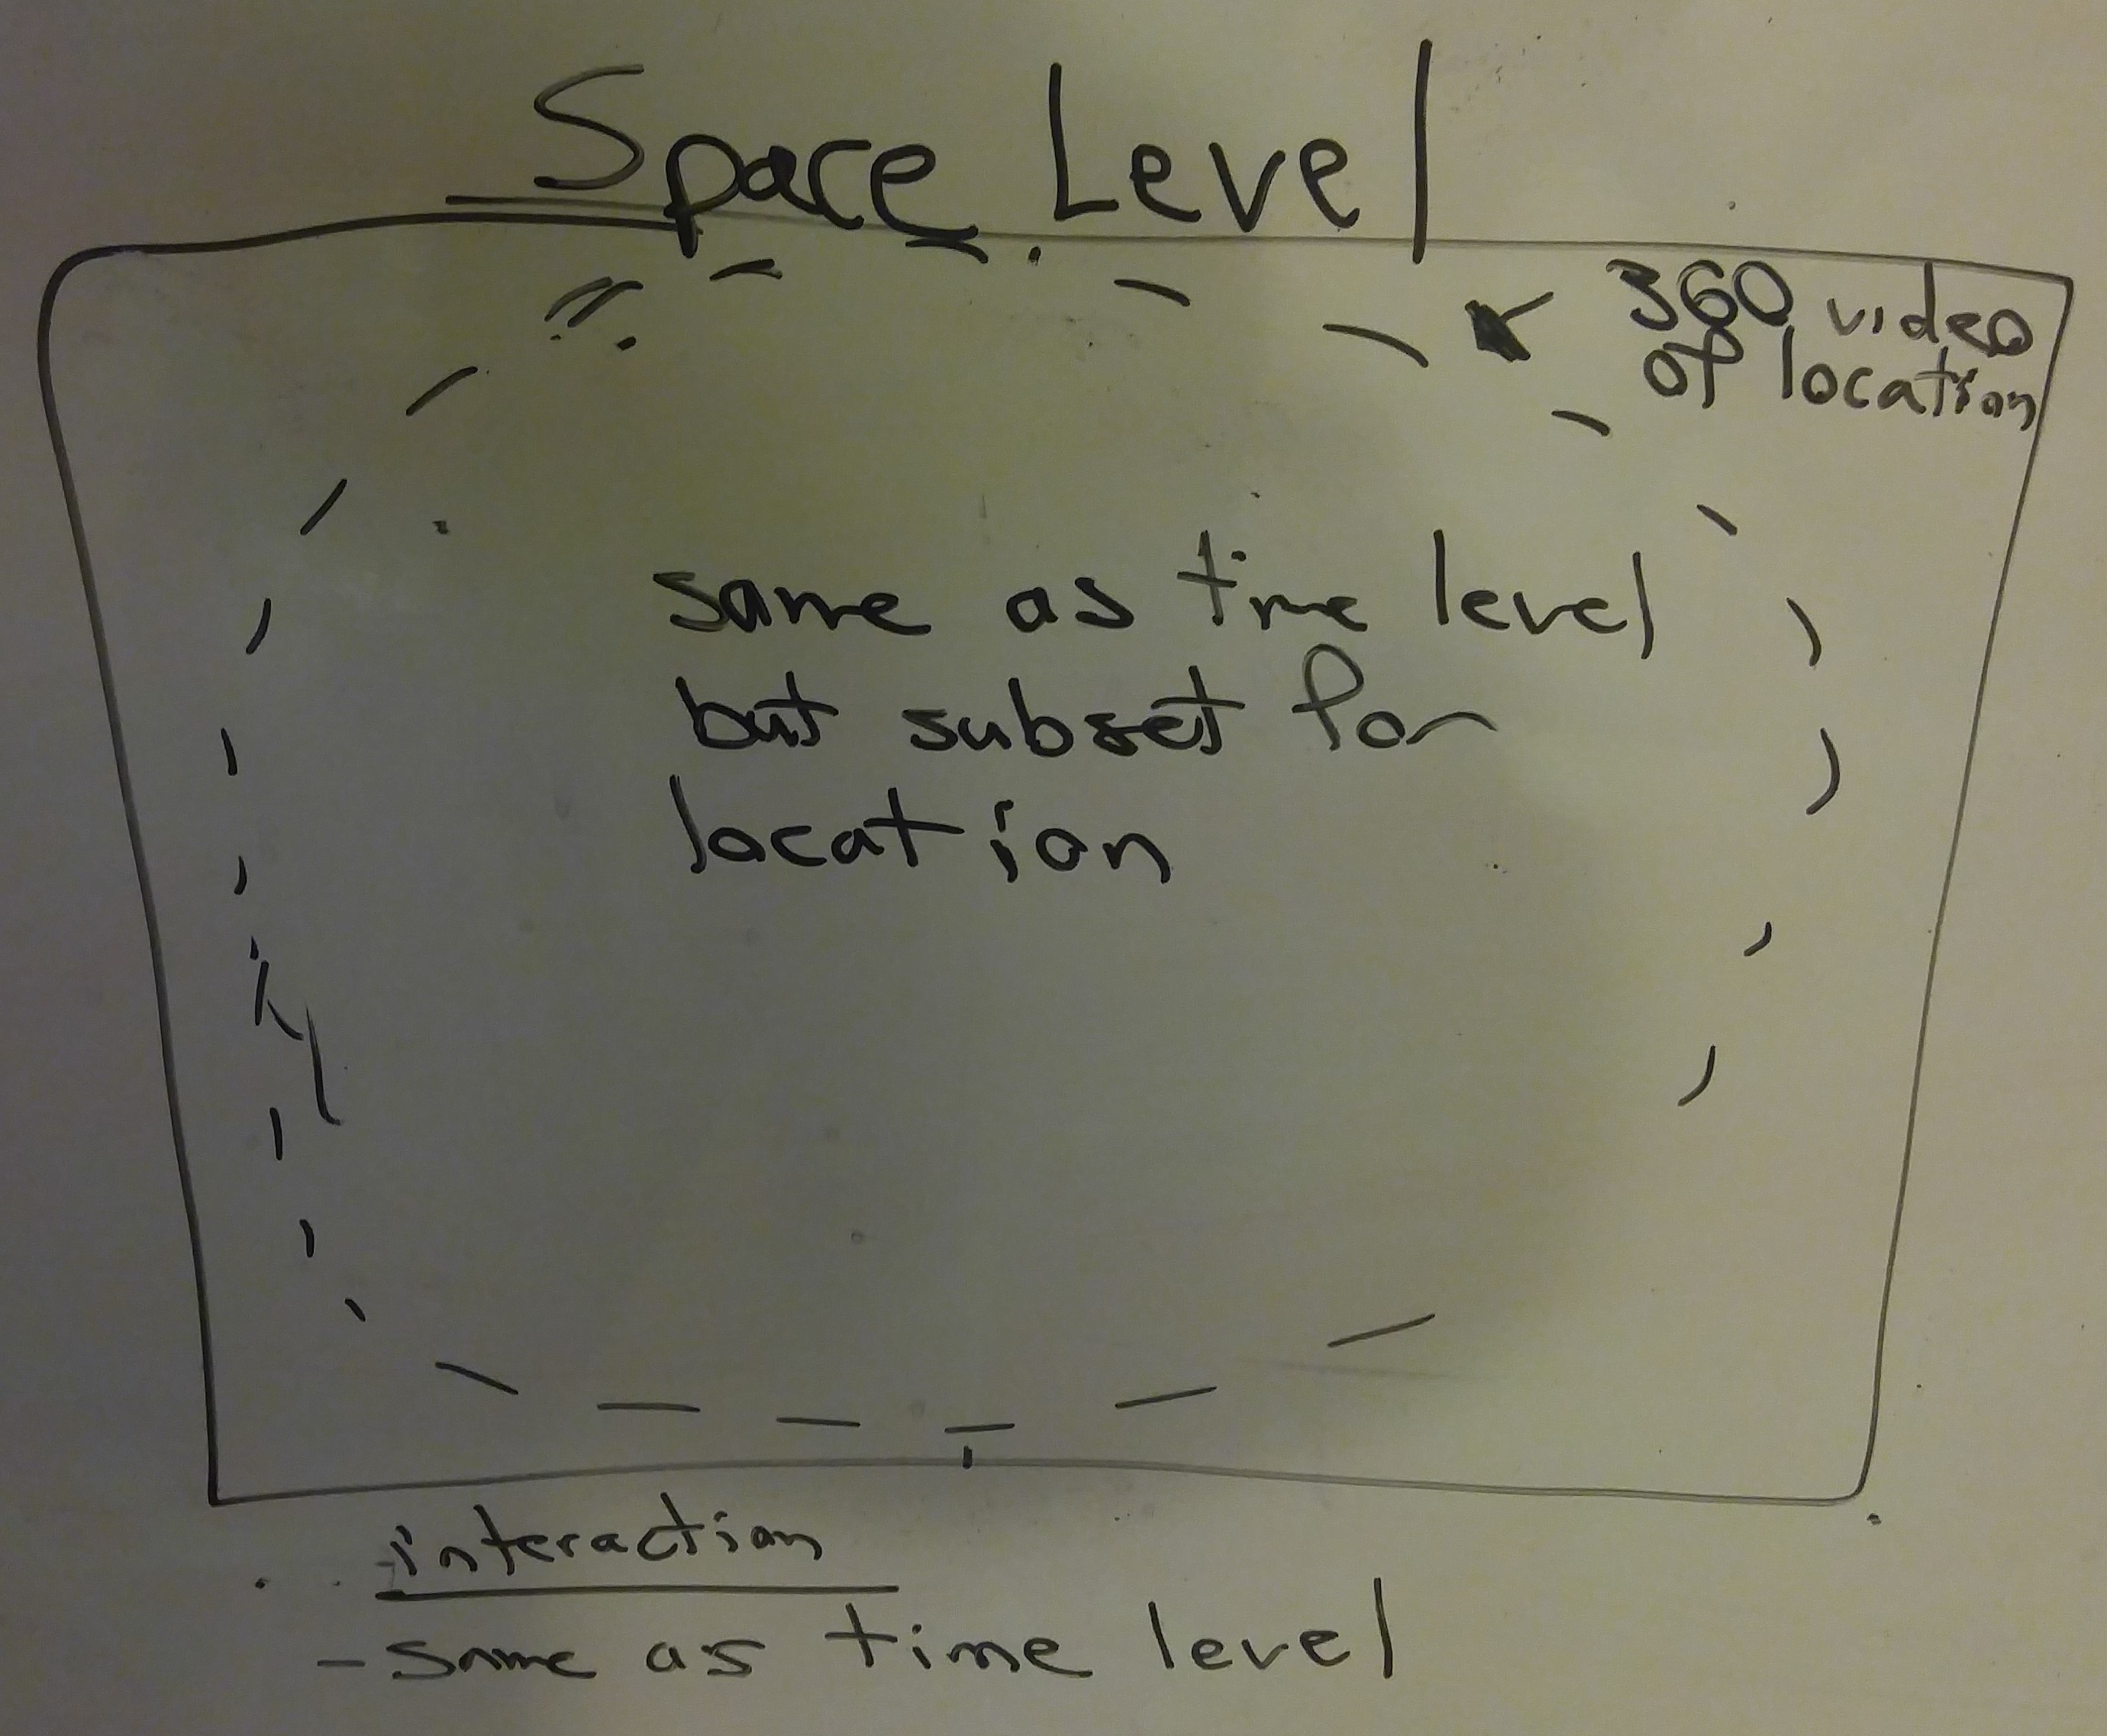 Space Level
360 video
of location
same as time level
but subset for
location
interaction
- same as time level